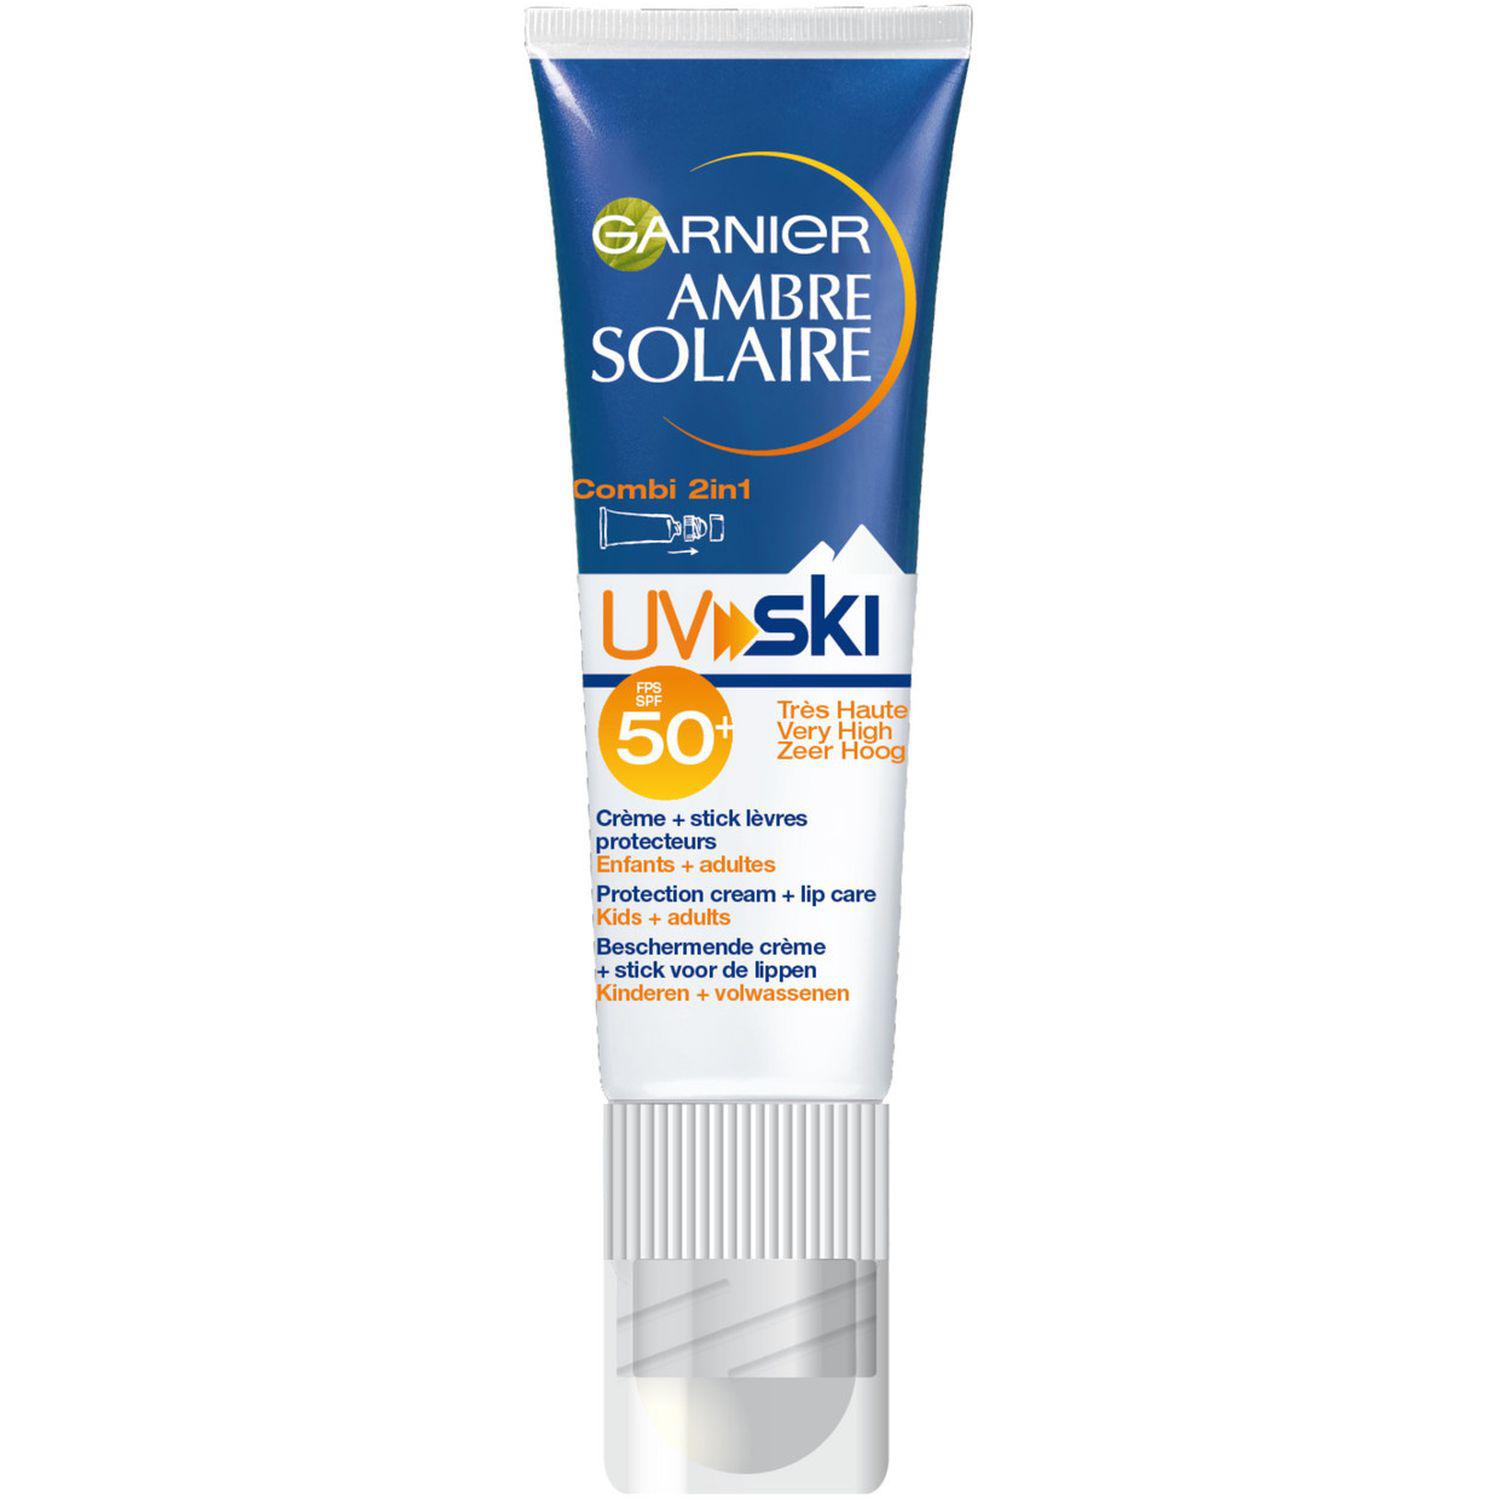 GARNIER
AMBRE
SOLAIRE
Combi 2in1
UV SKI
FPS
SPF
50+
Très Haute
Very High
Zeer Hoog
Crème + stick lèvres
protecteurs
Enfants + adultes
Protection cream + lip care
Kids + adults
Beschermende crème
+ stick voor de lippen
Kinderen + volwassenen